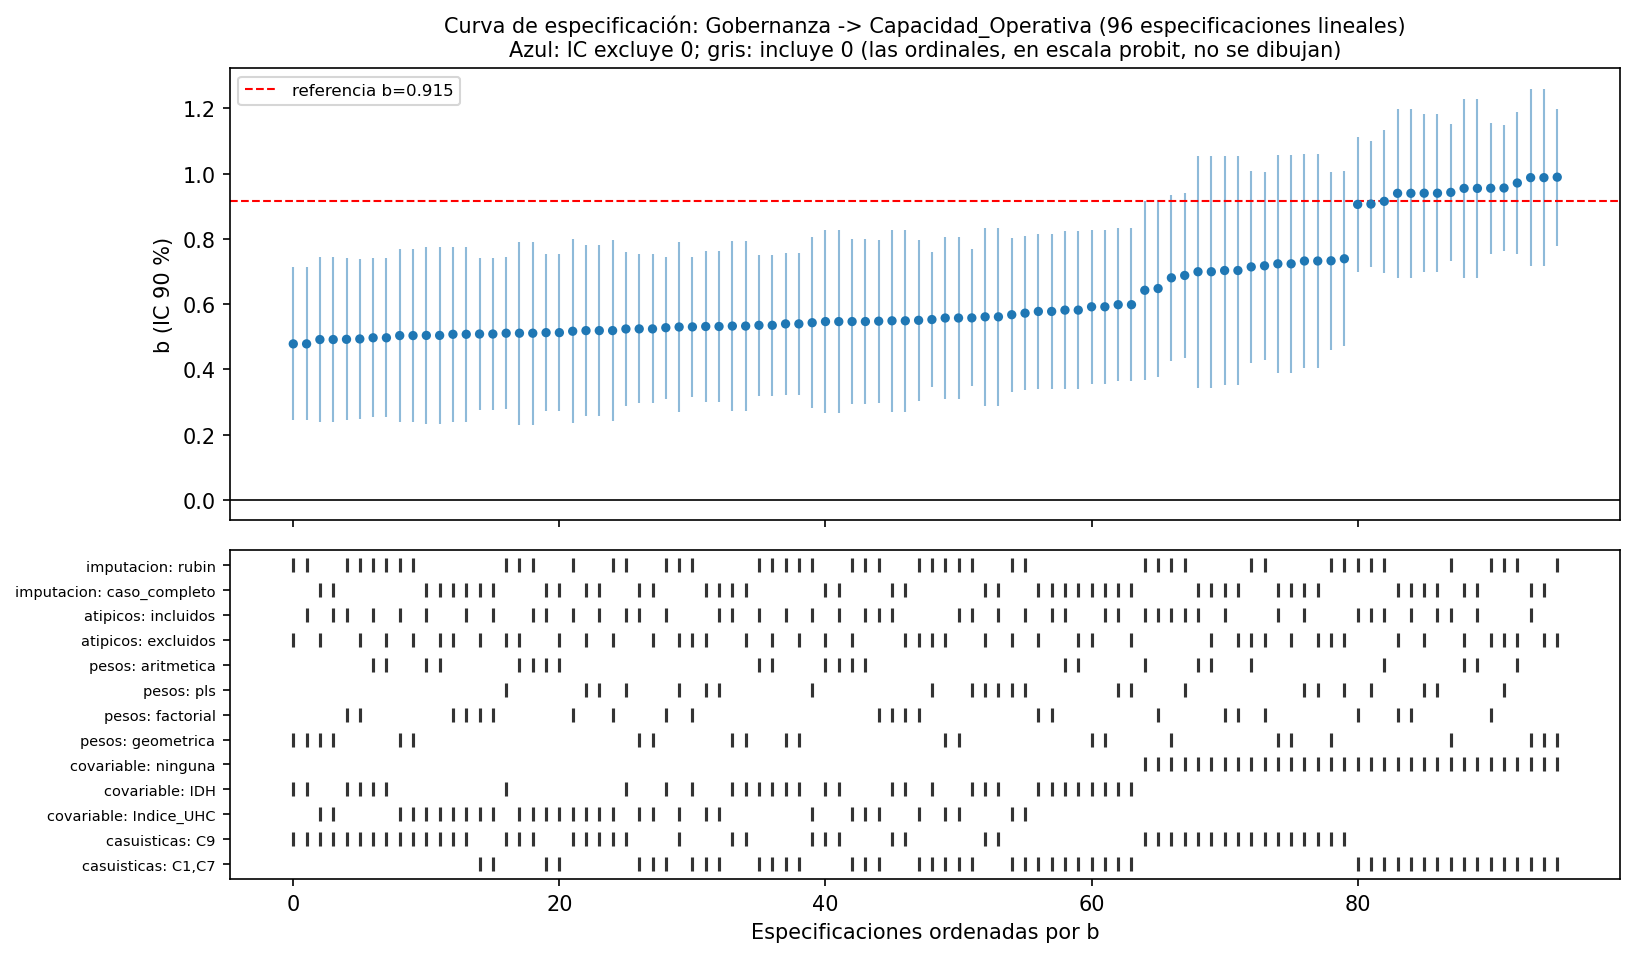 Curva de especificación: Gobernanza -> Capacidad_Operativa (96 especificaciones lineales)
Azul: IC excluye 0; gris: incluye 0 (las ordinales, en escala probit, no se dibujan)
referencia b=0.915
b (IC 90 %)
1.2
1.0
0.8
0.6
0.4
0.2
0.0
imputacion: rubin
imputacion: caso_completo
atipicos: incluidos
atipicos: excluidos
pesos: aritmetica
pesos: pls
pesos: factorial
pesos: geometrica
covariable: ninguna
covariable: IDH
covariable: Indice_UHC
casuisticas: C9
casuisticas: C1,C7
0 20 40 60 80
Especificaciones ordenadas por b